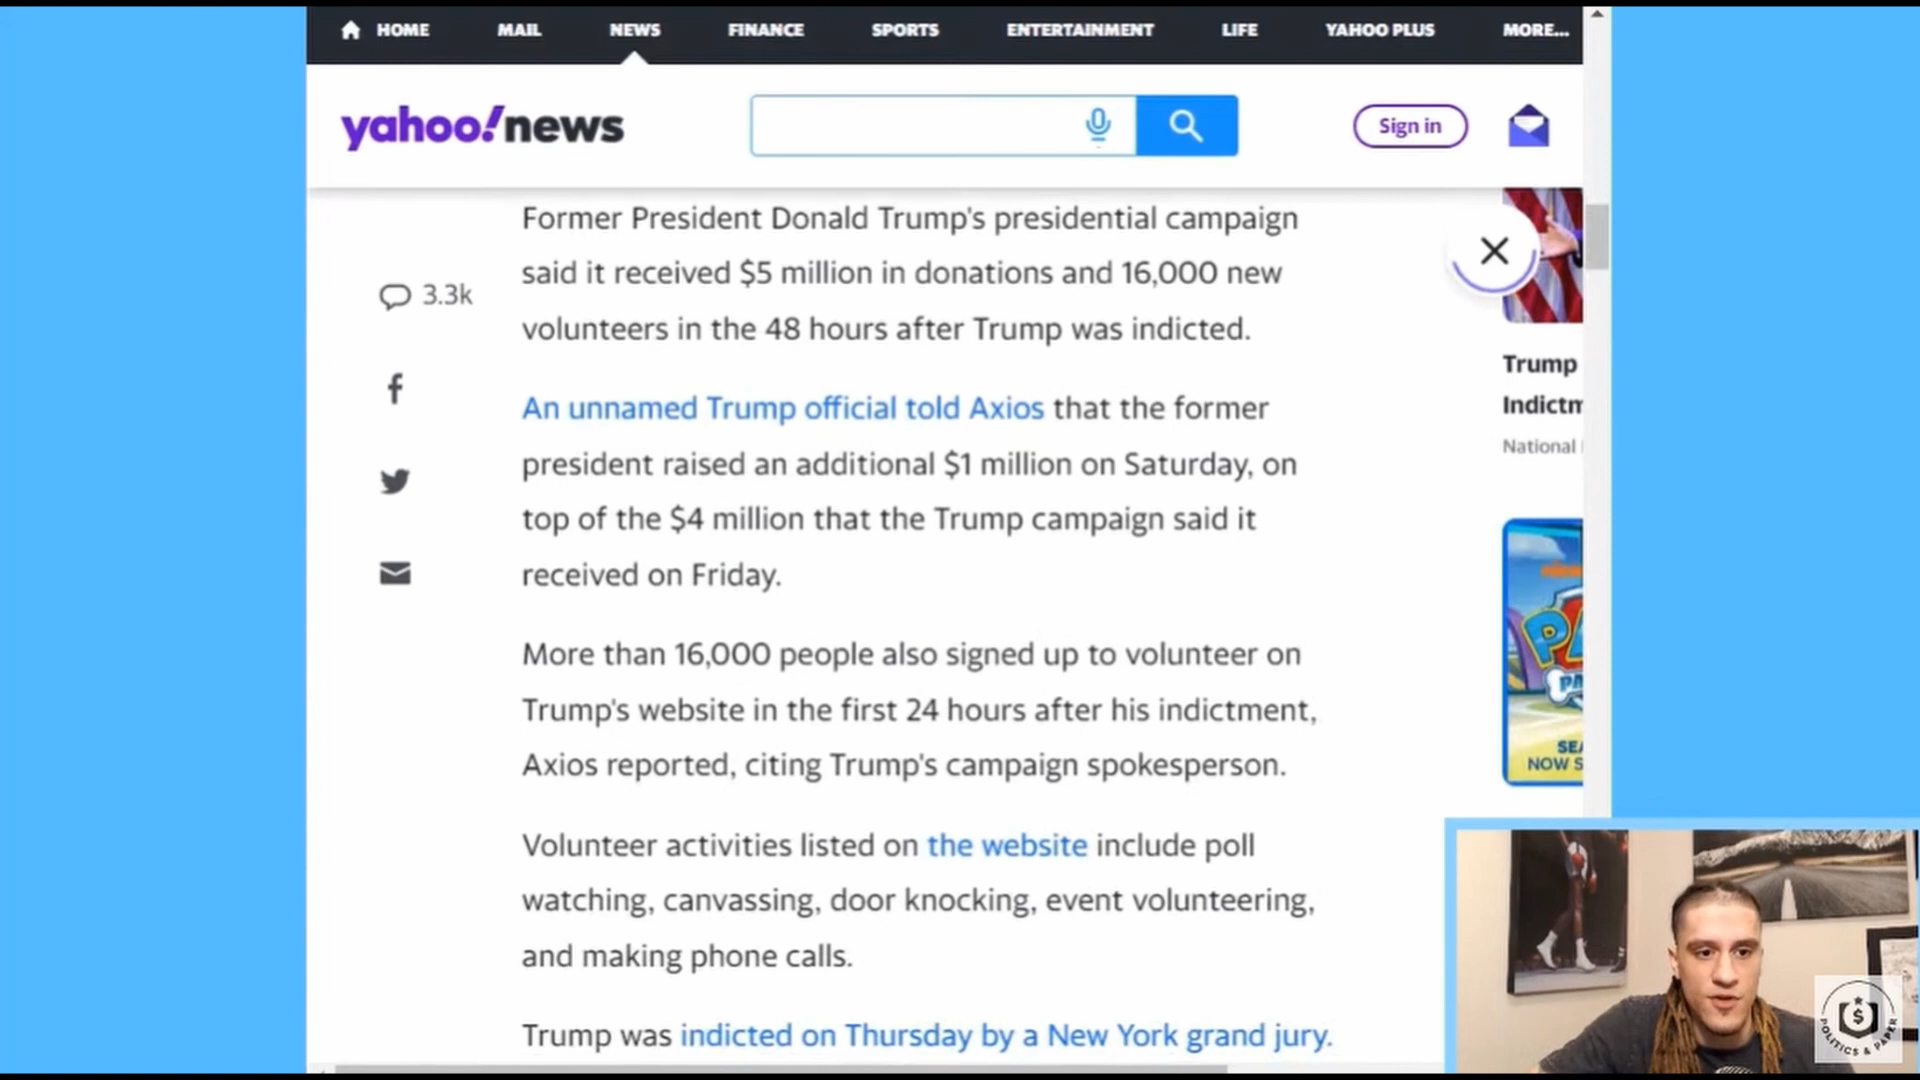 HOME MAIL NEWS FINANCE SPORTS ENTERTAINMENT LIFE YAHOO PLUS MORE...
yahoo!news
Sign in
Former President Donald Trump's presidential campaign
said it received $5 million in donations and 16,000 new
volunteers in the 48 hours after Trump was indicted.
3.3k
An unnamed Trump official told Axios that the former
president raised an additional $1 million on Saturday, on
top of the $4 million that the Trump campaign said it
received on Friday.
More than 16,000 people also signed up to volunteer on
Trump's website in the first 24 hours after his indictment,
Axios reported, citing Trump's campaign spokesperson.
Volunteer activities listed on the website include poll
watching, canvassing, door knocking, event volunteering,
and making phone calls.
Trump was indicted on Thursday by a New York grand jury.
Trump
Indictm
National
PA
PA
SEA
NOW S
POLITICS & PAPER